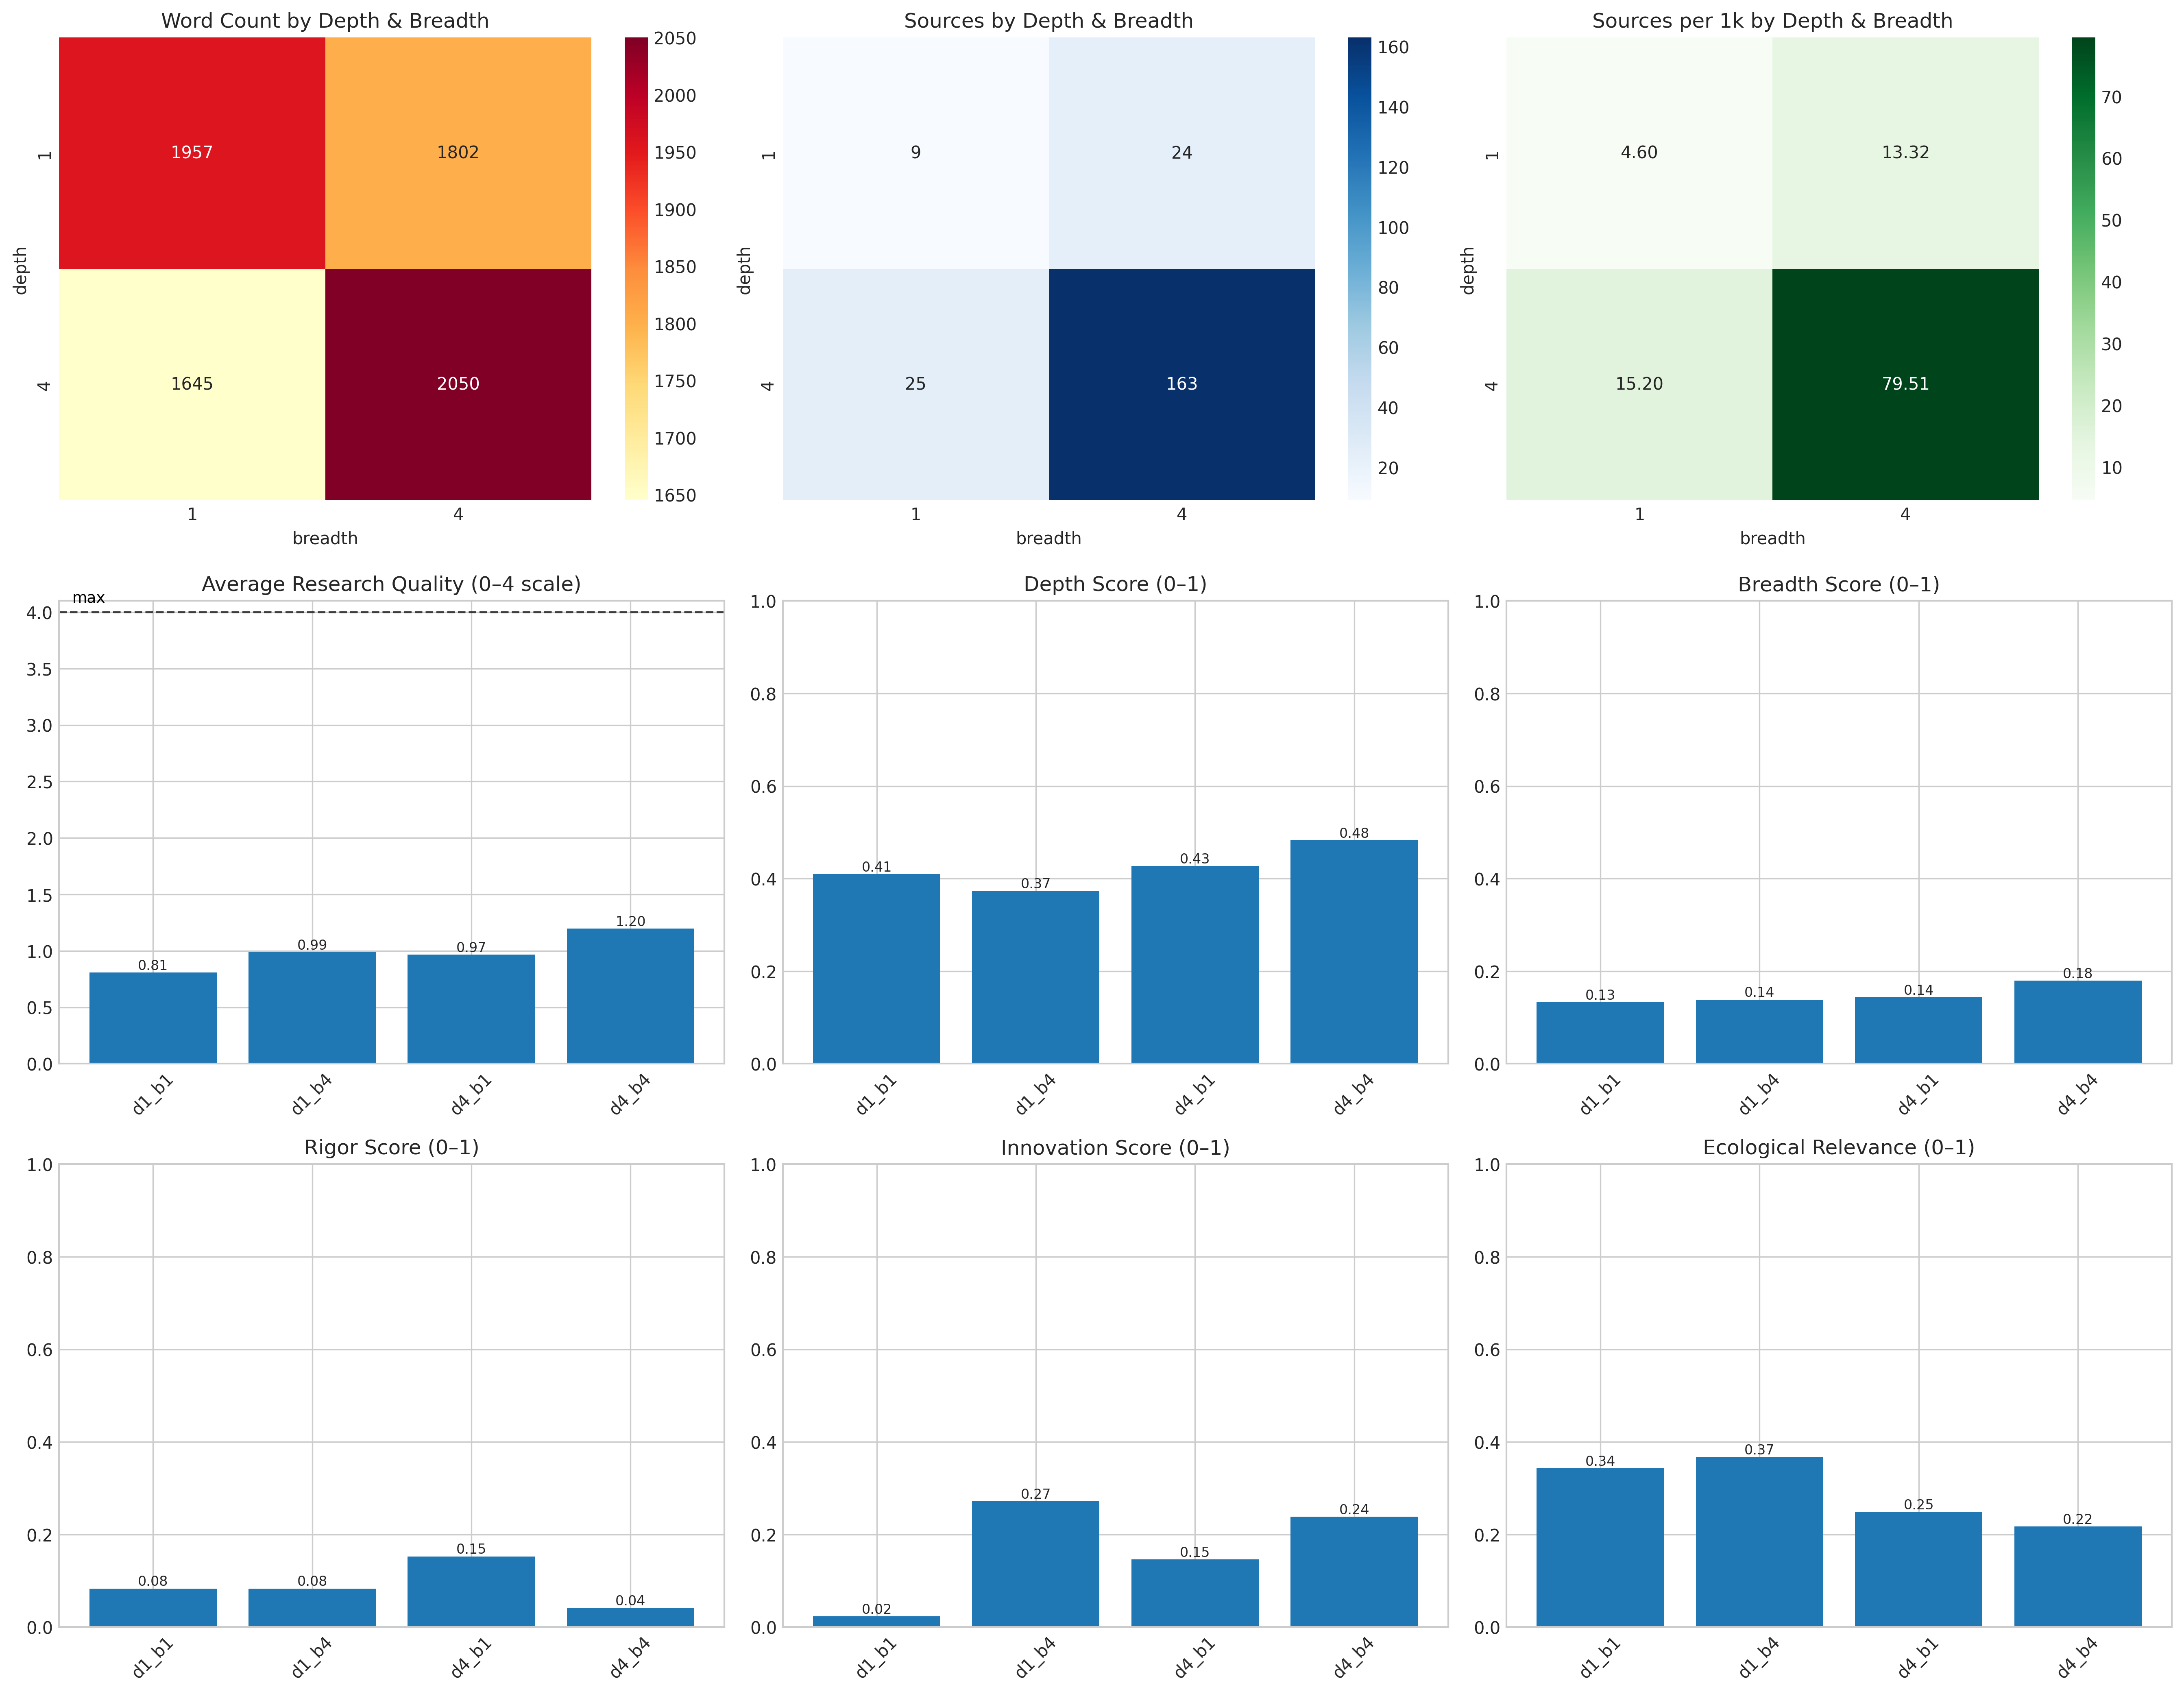 Word Count by Depth & Breadth
1957
1802
1645
2050
1
4
depth
1
4
breadth
2050
2000
1950
1900
1850
1800
1750
1700
1650
Sources by Depth & Breadth
9
24
25
163
1
4
depth
1
4
breadth
160
140
120
100
80
60
40
20
Sources per 1k by Depth & Breadth
4.60
13.32
15.20
79.51
1
4
depth
1
4
breadth
70
60
50
40
30
20
10
Average Research Quality (0–4 scale)
max
4.0
3.5
3.0
2.5
2.0
1.5
1.0
0.5
0.0
0.81
0.99
0.97
1.20
d1_b1
d1_b4
d4_b1
d4_b4
Depth Score (0–1)
1.0
0.8
0.6
0.4
0.2
0.0
0.41
0.37
0.43
0.48
d1_b1
d1_b4
d4_b1
d4_b4
Breadth Score (0–1)
1.0
0.8
0.6
0.4
0.2
0.0
0.13
0.14
0.14
0.18
d1_b1
d1_b4
d4_b1
d4_b4
Rigor Score (0–1)
1.0
0.8
0.6
0.4
0.2
0.0
0.08
0.08
0.15
0.04
d1_b1
d1_b4
d4_b1
d4_b4
Innovation Score (0–1)
1.0
0.8
0.6
0.4
0.2
0.0
0.02
0.27
0.15
0.24
d1_b1
d1_b4
d4_b1
d4_b4
Ecological Relevance (0–1)
1.0
0.8
0.6
0.4
0.2
0.0
0.34
0.37
0.25
0.22
d1_b1
d1_b4
d4_b1
d4_b4